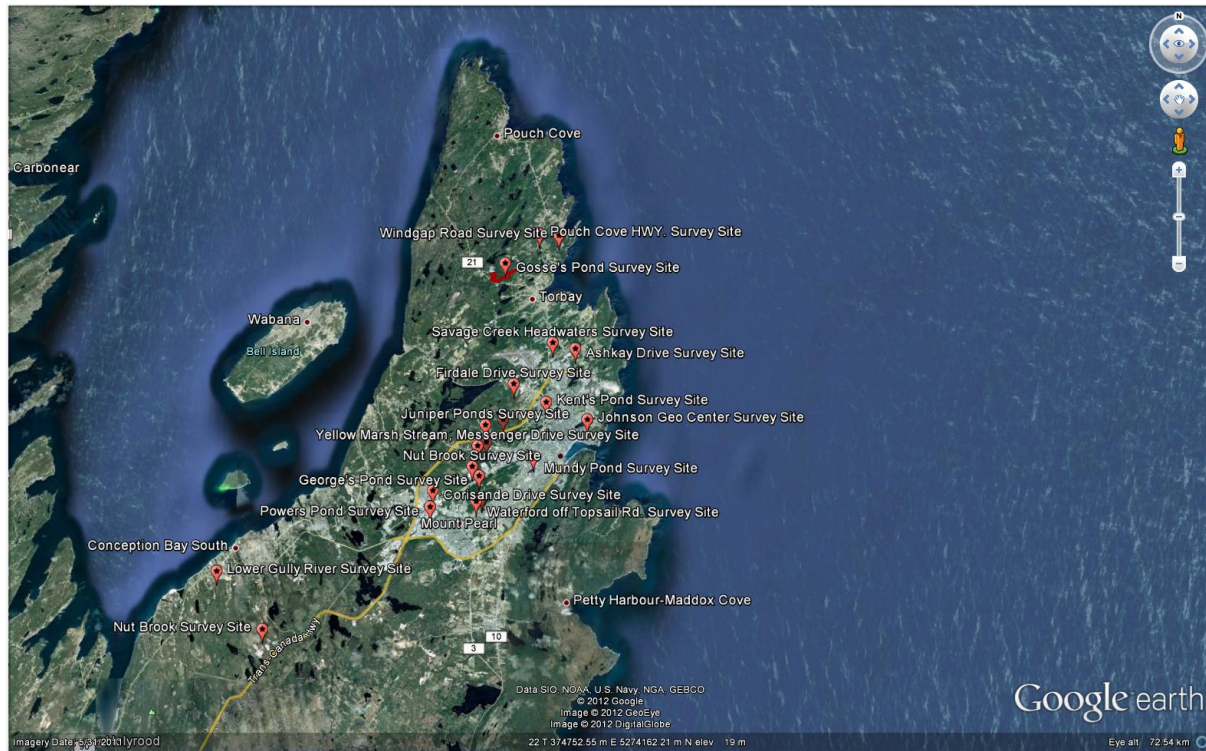 N
Pouch Cove
Carbonear
Windgap Road Survey Site
Pouch Cove HWY. Survey Site
21
Gosse's Pond Survey Site
Torbay
Wabana
Bell Island
Savage Creek Headwaters Survey Site
Ashkay Drive Survey Site
Firdale Drive Survey Site
Kent's Pond Survey Site
Juniper Ponds Survey Site
Johnson Geo Center Survey Site
Yellow Marsh Stream, Messenger Drive Survey Site
Nut Brook Survey Site
Mundy Pond Survey Site
George's Pond Survey Site
Corisande Drive Survey Site
Powers Pond Survey Site
Waterford off Topsail Rd. Survey Site
Mount Pearl
Conception Bay South
Lower Gully River Survey Site
Petty Harbour-Maddox Cove
Nut Brook Survey Site
Trans Canada Hwy
10
3
Data SIO, NOAA, U.S. Navy, NGA, GEBCO
© 2012 Google
Image © 2012 GeoEye
Image © 2012 DigitalGlobe
Google earth
Imagery Date: 5/31/2011
22 T 374752.55 m E 5274162.21 m N elev 19 m
Eye alt 72.54 km